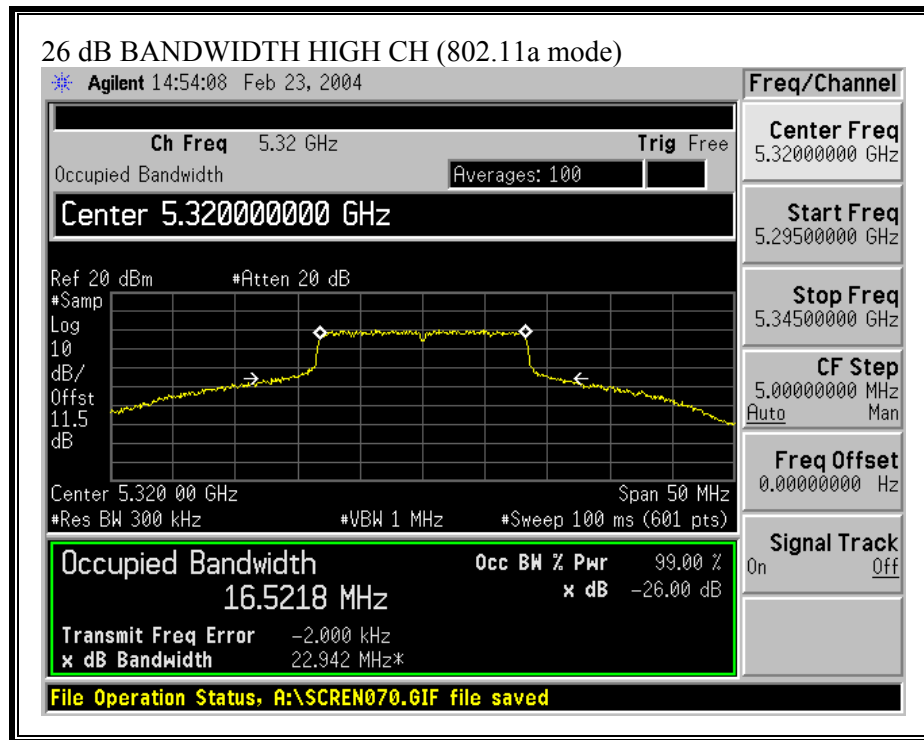 26 dB BANDWIDTH HIGH CH (802.11a mode)
Agilent 14:54:08 Feb 23, 2004
Freq/Channel
Ch Freq 5.32 GHz Trig Free
Occupied Bandwidth Averages: 100
Center 5.320000000 GHz
Ref 20 dBm #Atten 20 dB
#Samp
Log
10
dB/
Offst
11.5
dB
Center 5.320 00 GHz Span 50 MHz
#Res BW 300 kHz #VBW 1 MHz #Sweep 100 ms (601 pts)
Occupied Bandwidth Occ BW % Pwr 99.00 %
16.5218 MHz x dB -26.00 dB
Transmit Freq Error -2.000 kHz
x dB Bandwidth 22.942 MHz*
File Operation Status, A:\SCREN070.GIF file saved
Center Freq
5.32000000 GHz
Start Freq
5.29500000 GHz
Stop Freq
5.34500000 GHz
CF Step
5.00000000 MHz
Auto Man
Freq Offset
0.00000000 Hz
Signal Track
On Off